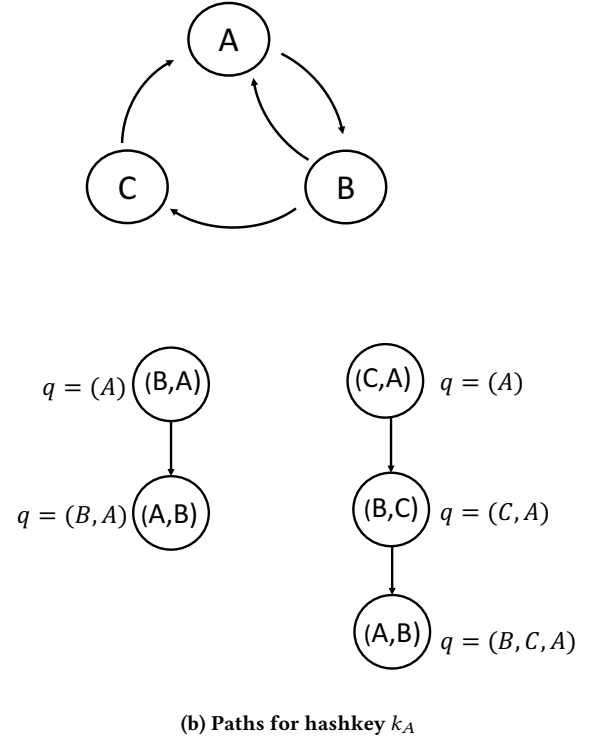 A
C
B
q = (A) (B,A)
(C,A) q = (A)
q = (B, A) (A,B)
(B,C) q = (C, A)
(A,B) q = (B, C, A)
(b) Paths for hashkey k_A